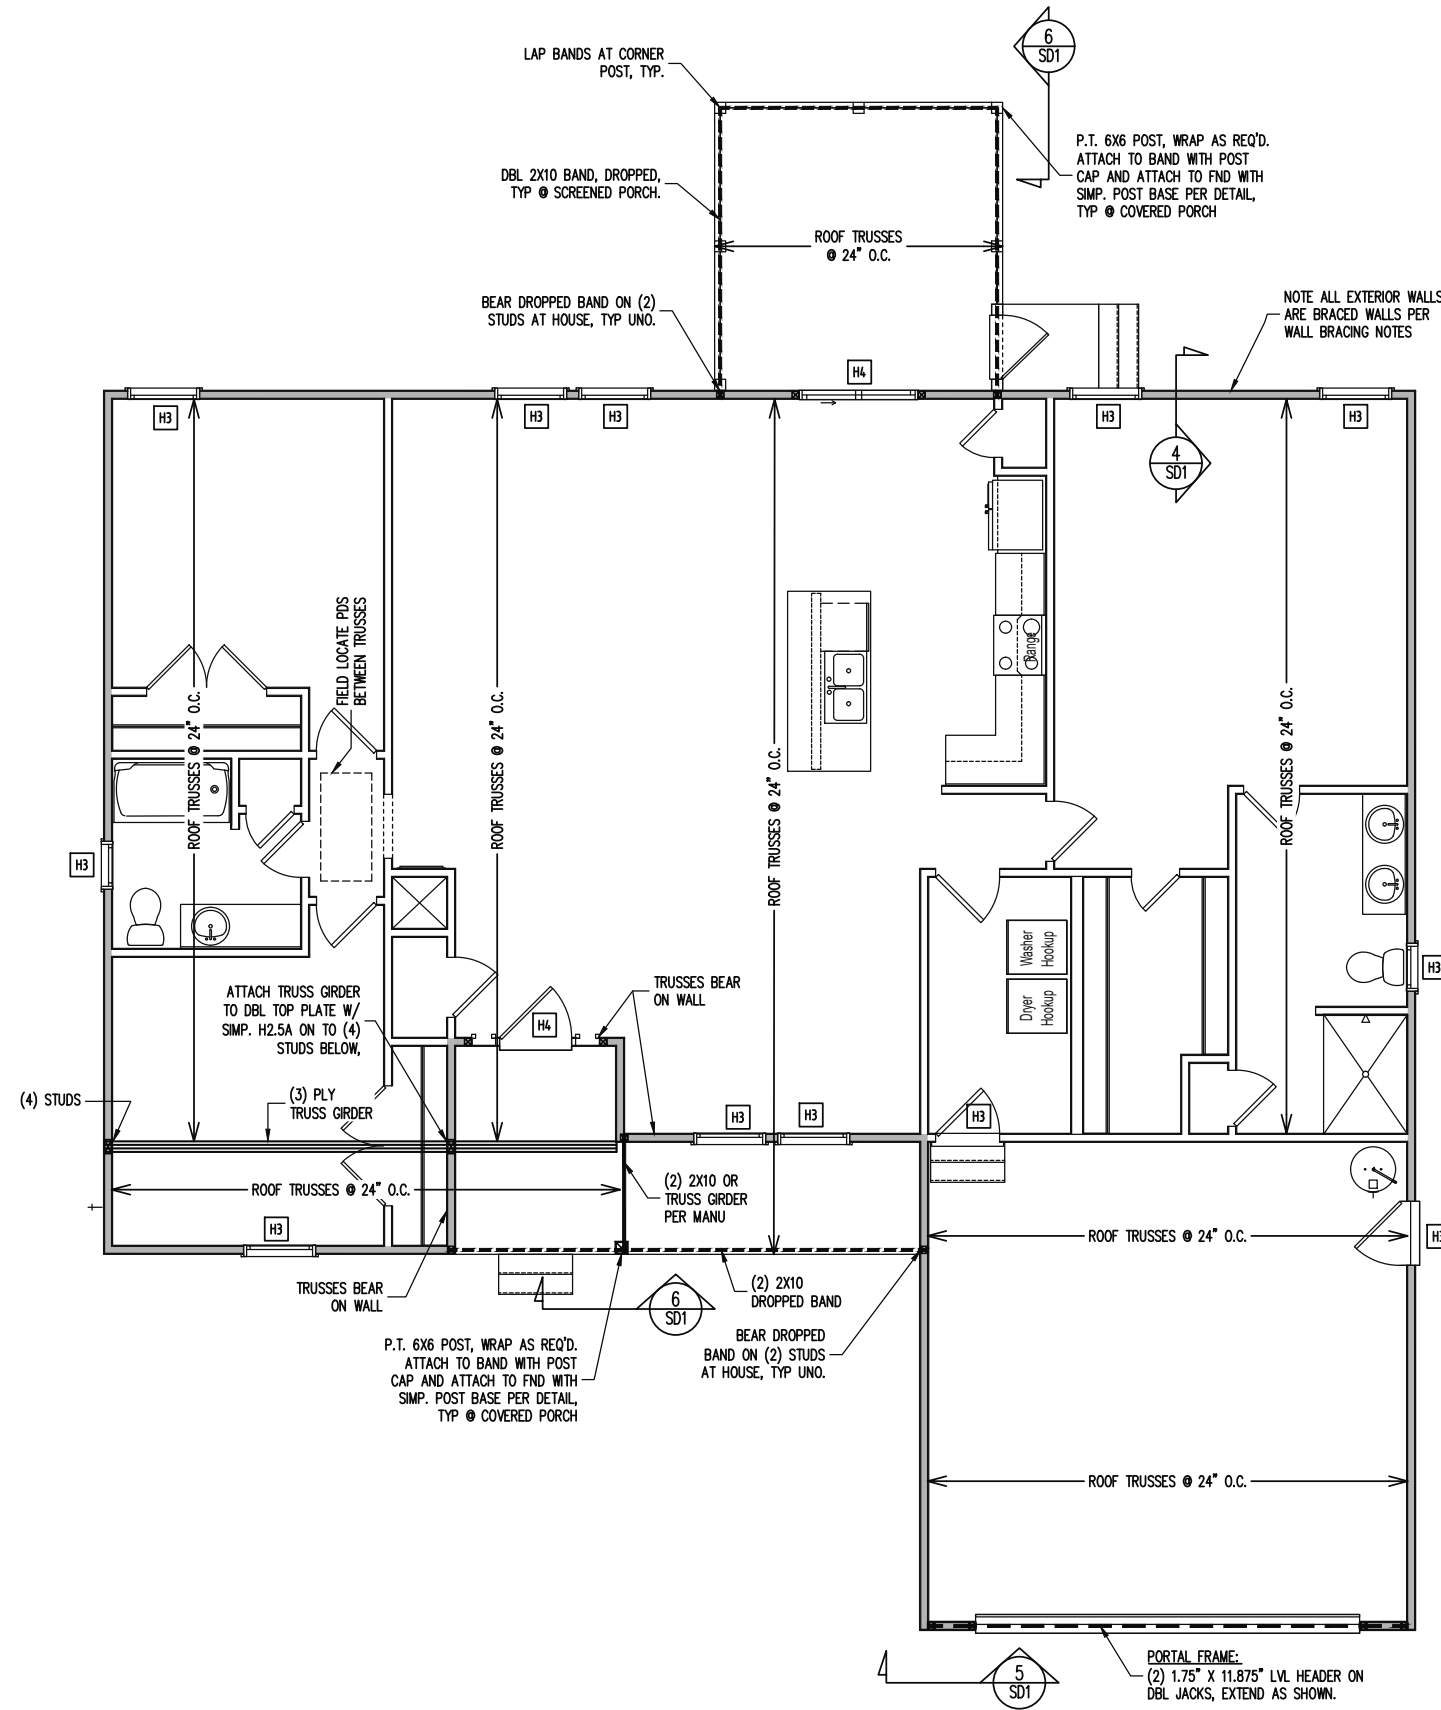 6
SD1
LAP BANDS AT CORNER
POST, TYP.
P.T. 6X6 POST, WRAP AS REQ'D.
ATTACH TO BAND WITH POST
CAP AND ATTACH TO FND WITH
SIMP. POST BASE PER DETAIL,
TYP @ COVERED PORCH
DBL 2X10 BAND, DROPPED,
TYP @ SCREENED PORCH.
ROOF TRUSSES
@ 24" O.C.
BEAR DROPPED BAND ON (2)
STUDS AT HOUSE, TYP UNO.
NOTE ALL EXTERIOR WALLS
ARE BRACED WALLS PER
WALL BRACING NOTES
H4
H3
H3
H3
H3
H3
4
SD1
FIELD LOCATE PDS
BETWEEN TRUSSES
Range
ROOF TRUSSES @ 24" O.C.
ROOF TRUSSES @ 24" O.C.
ROOF TRUSSES @ 24" O.C.
ROOF TRUSSES @ 24" O.C.
H3
Washer
Hookup
Dryer
Hookup
H3
ATTACH TRUSS GIRDER
TO DBL TOP PLATE W/
SIMP. H2.5A ON TO (4)
STUDS BELOW,
TRUSSES BEAR
ON WALL
H4
(4) STUDS
(3) PLY
TRUSS GIRDER
H3
H3
H3
ROOF TRUSSES @ 24" O.C.
(2) 2X10 OR
TRUSS GIRDER
PER MANU
H3
ROOF TRUSSES @ 24" O.C.
H3
TRUSSES BEAR
ON WALL
6
SD1
(2) 2X10
DROPPED BAND
P.T. 6X6 POST, WRAP AS REQ'D.
ATTACH TO BAND WITH POST
CAP AND ATTACH TO FND WITH
SIMP. POST BASE PER DETAIL,
TYP @ COVERED PORCH
BEAR DROPPED
BAND ON (2) STUDS
AT HOUSE, TYP UNO.
ROOF TRUSSES @ 24" O.C.
5
SD1
PORTAL FRAME:
(2) 1.75" X 11.875" LVL HEADER ON
DBL JACKS, EXTEND AS SHOWN.